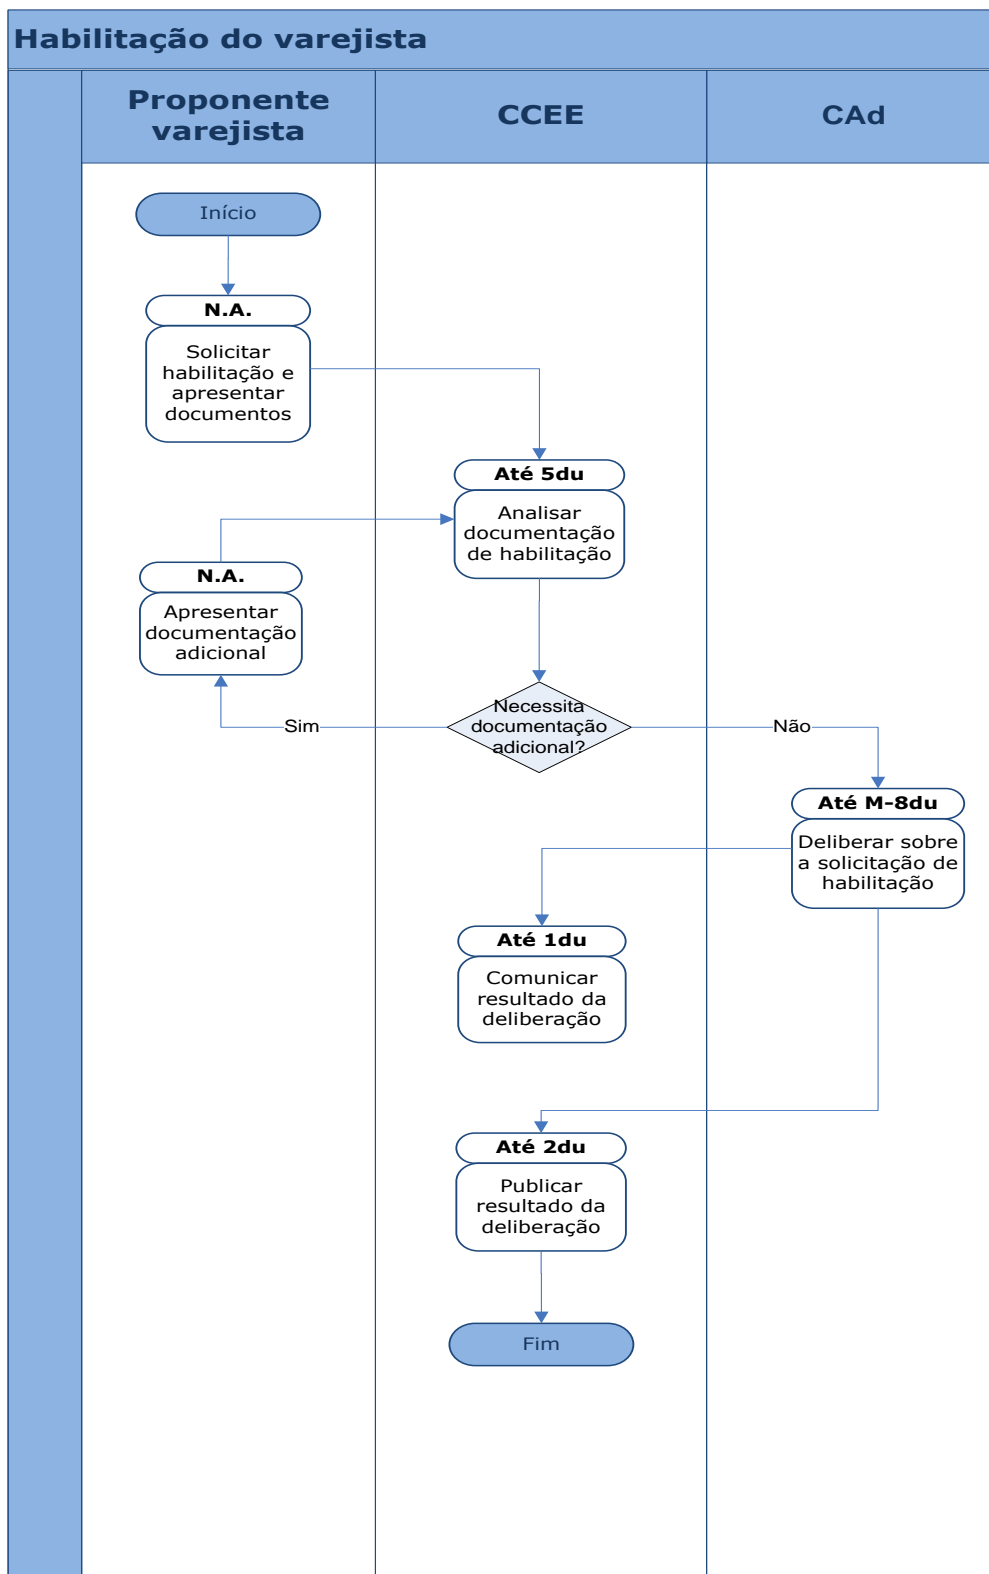 Habilitação do varejista
Proponente
varejista
CCEE
CAd
Início
N.A.
Solicitar
habilitação e
apresentar
documentos
Até 5du
Analisar
documentação
de habilitação
N.A.
Apresentar
documentação
adicional
Necessita
documentação
adicional?
Sim
Não
Até M-8du
Deliberar sobre
a solicitação de
habilitação
Até 1du
Comunicar
resultado da
deliberação
Até 2du
Publicar
resultado da
deliberação
Fim